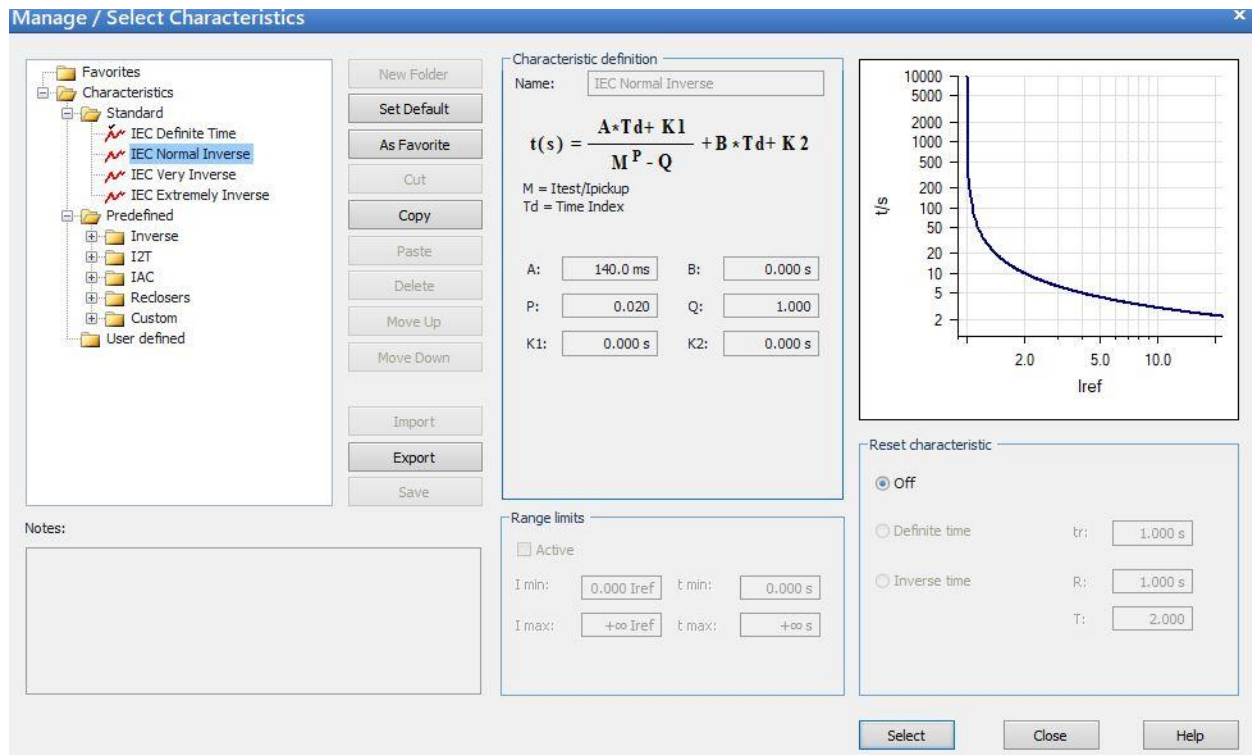 Manage / Select Characteristics
x
Favorites
Characteristics
Standard
IEC Definite Time
IEC Normal Inverse
IEC Very Inverse
IEC Extremely Inverse
Predefined
Inverse
I2T
IAC
Reclosers
Custom
User defined
New Folder
Set Default
As Favorite
Cut
Copy
Paste
Delete
Move Up
Move Down
Import
Export
Save
Notes:
Characteristic definition
Name: IEC Normal Inverse
t(s) = (A*Td+ K1) / (M^P - Q) + B *Td+ K 2
M = Itest/Ipickup
Td = Time Index
A: 140.0 ms B: 0.000 s
P: 0.020 Q: 1.000
K1: 0.000 s K2: 0.000 s
Range limits
Active
I min: 0.000 Iref t min: 0.000 s
I max: +∞ Iref t max: +∞ s
10000
5000
2000
1000
500
200
100
50
20
10
5
2
t/s
2.0 5.0 10.0
Iref
Reset characteristic
Off
Definite time tr: 1.000 s
Inverse time R: 1.000 s
T: 2.000
Select Close Help